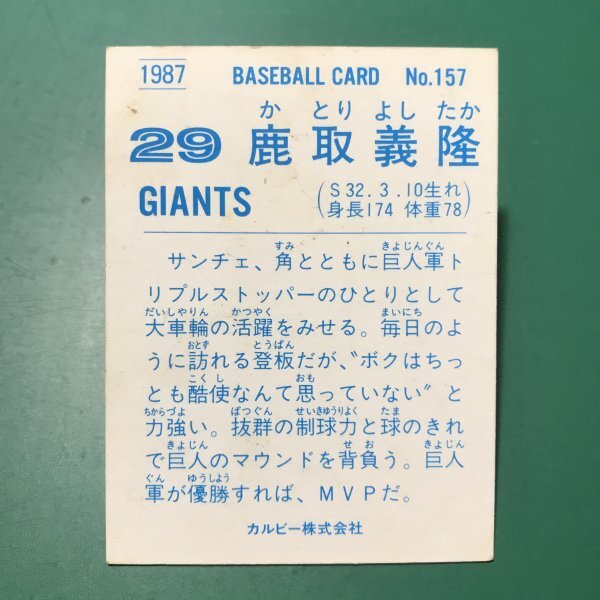 1987 BASEBALL CARD No.157
か とり よし たか
29 鹿取義隆
GIANTS
(S32.3.10生れ
身長174 体重78)
すみ きよじんぐん
サンチェ、角とともに巨人軍ト
リプルストッパーのひとりとして
だいしやりん かつやく まいにち
大車輪の活躍をみせる。毎日のよ
おとず とうばん
うに訪れる登板だが、〝ボクはちっ
こくし おも
とも酷使なんて思っていない〟と
ちからづよ ばつぐん せいきゆうりよく たま
力強い。抜群の制球力と球のきれ
きよじん せお きよじん
で巨人のマウンドを背負う。巨人
ぐん ゆうしよう
軍が優勝すれば、MVPだ。
カルビー株式会社